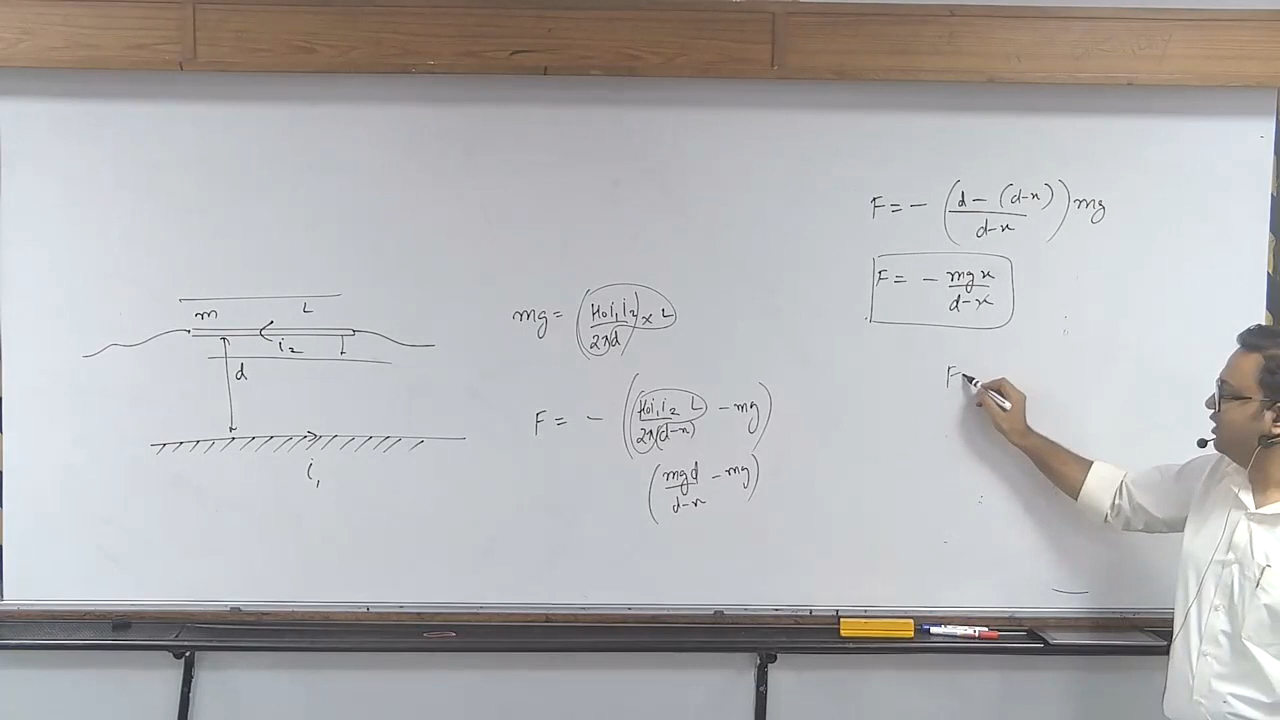 m L
i₂
d
i₁
mg = (μ₀i₁i₂/2πd) × L
F = - (μ₀i₁i₂ L/2π(d-x) - mg)
(mgd/d-x - mg)
F = - (d - (d-x)/d-x) mg
F = - mgx/d-x
F